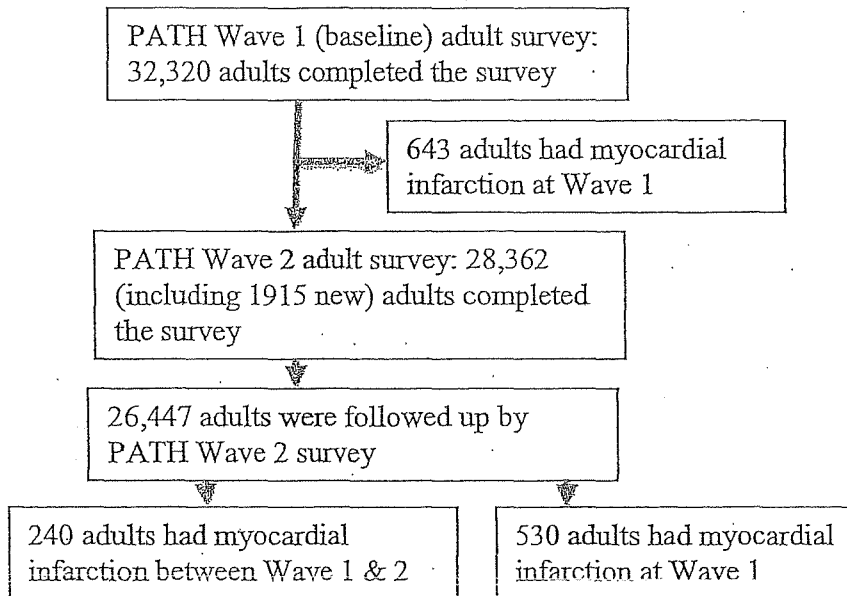 PATH Wave 1 (baseline) adult survey:
32,320 adults completed the survey
643 adults had myocardial
infarction at Wave 1
PATH Wave 2 adult survey: 28,362
(including 1915 new) adults completed
the survey
26,447 adults were followed up by
PATH Wave 2 survey
240 adults had myocardial
infarction between Wave 1 & 2
530 adults had myocardial
infarction at Wave 1